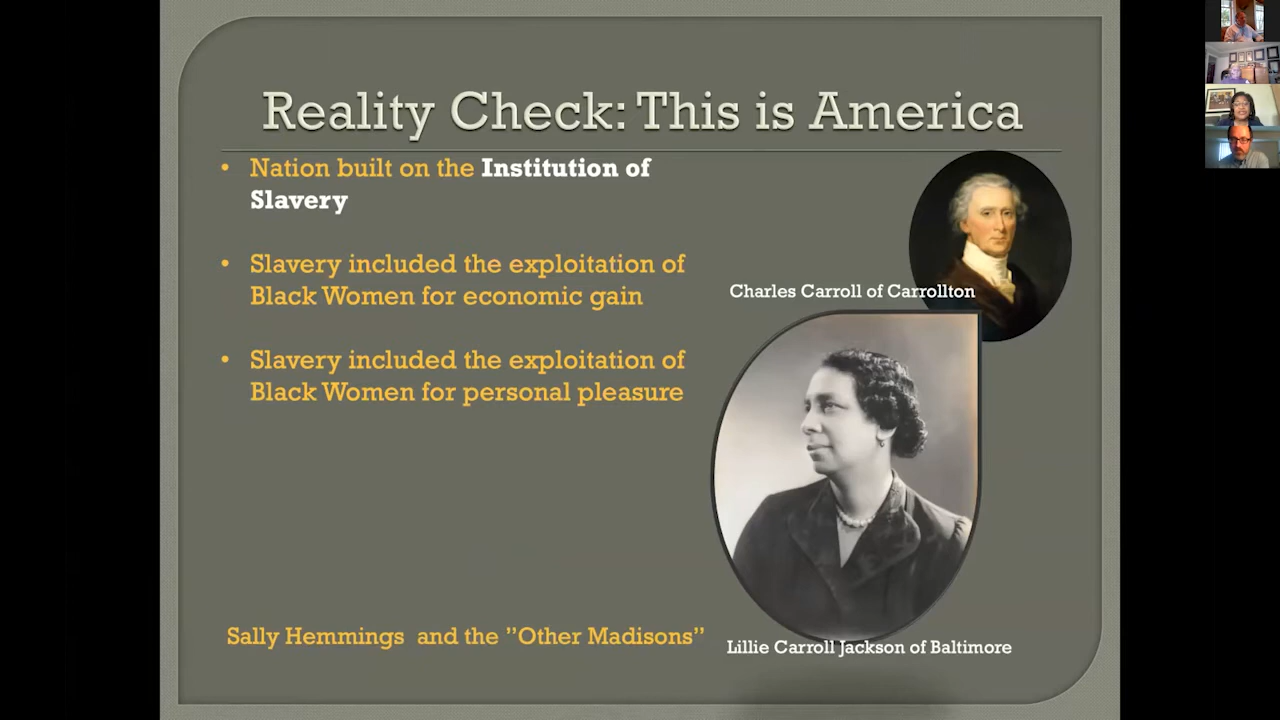 Reality Check: This is America
• Nation built on the Institution of
Slavery
• Slavery included the exploitation of
Black Women for economic gain
• Slavery included the exploitation of
Black Women for personal pleasure
Charles Carroll of Carrollton
Sally Hemmings  and the ”Other Madisons”
Lillie Carroll Jackson of Baltimore